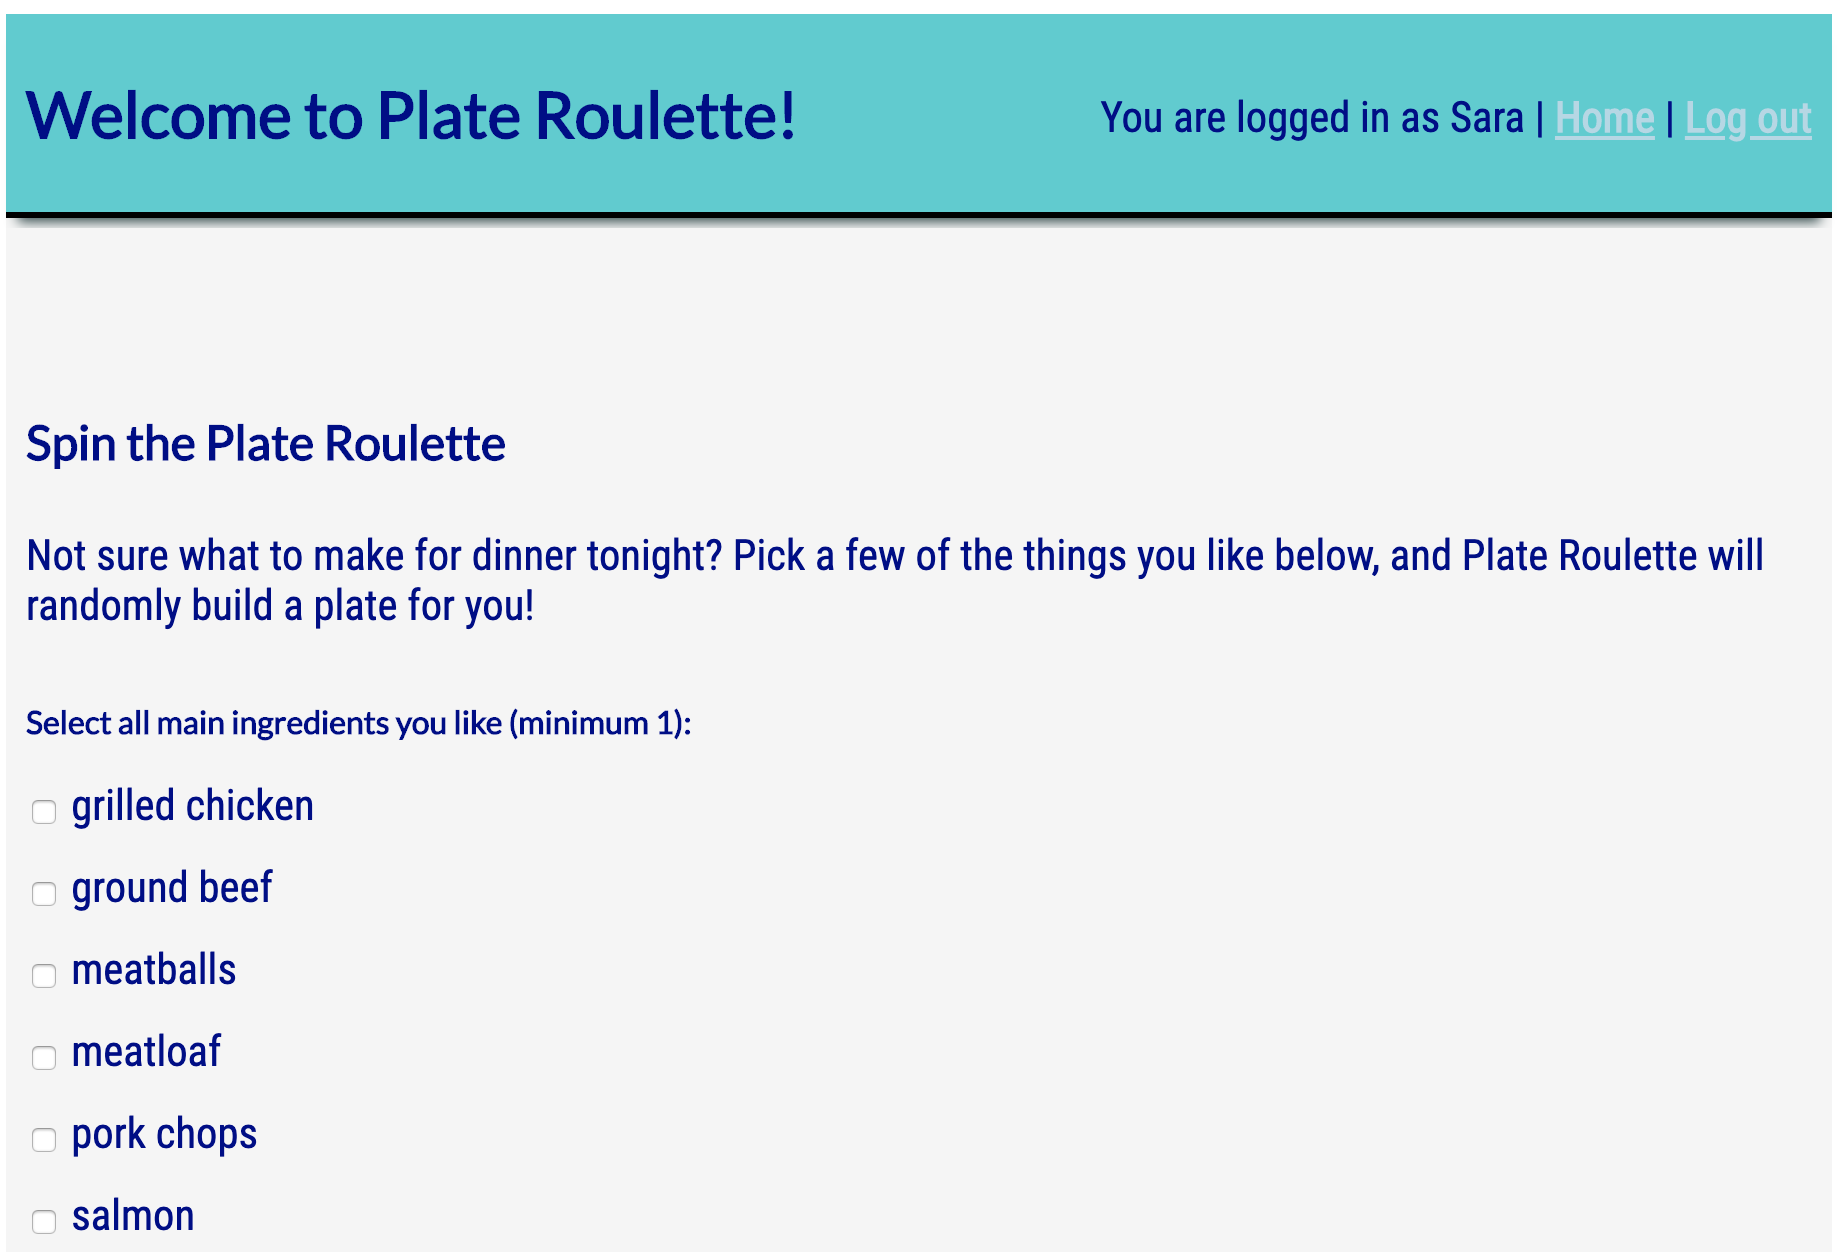 Welcome to Plate Roulette!
You are logged in as Sara | Home | Log out
Spin the Plate Roulette
Not sure what to make for dinner tonight? Pick a few of the things you like below, and Plate Roulette will
randomly build a plate for you!
Select all main ingredients you like (minimum 1):
grilled chicken
ground beef
meatballs
meatloaf
pork chops
salmon